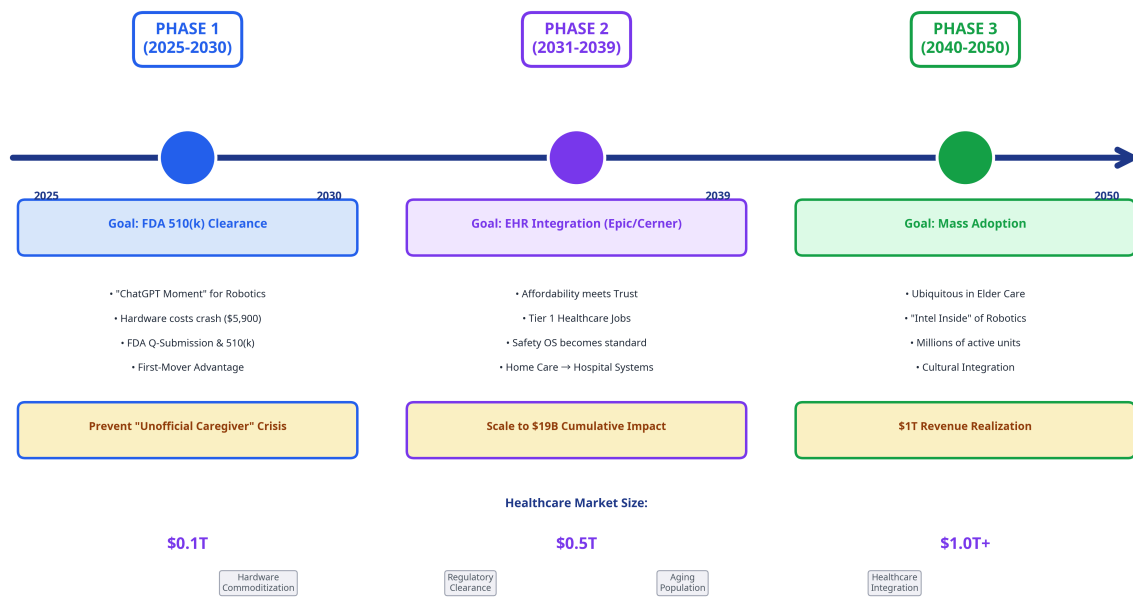 PHASE 1
(2025-2030)
PHASE 2
(2031-2039)
PHASE 3
(2040-2050)
2025
2030
2039
2050
Goal: FDA 510(k) Clearance
Goal: EHR Integration (Epic/Cerner)
Goal: Mass Adoption
• "ChatGPT Moment" for Robotics
• Hardware costs crash ($5,900)
• FDA Q-Submission & 510(k)
• First-Mover Advantage
• Affordability meets Trust
• Tier 1 Healthcare Jobs
• Safety OS becomes standard
• Home Care → Hospital Systems
• Ubiquitous in Elder Care
• "Intel Inside" of Robotics
• Millions of active units
• Cultural Integration
Prevent "Unofficial Caregiver" Crisis
Scale to $19B Cumulative Impact
$1T Revenue Realization
Healthcare Market Size:
$0.1T
$0.5T
$1.0T+
Hardware
Commoditization
Regulatory
Clearance
Aging
Population
Healthcare
Integration